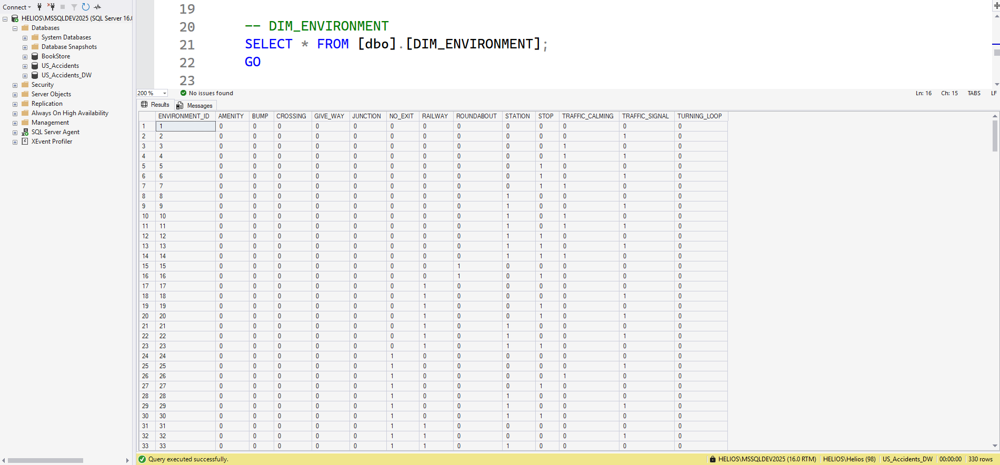 Connect
HELIOS\MSSQLDEV2025 (SQL Server 16.0
Databases
System Databases
Database Snapshots
BookStore
US_Accidents
US_Accidents_DW
Security
Server Objects
Replication
Always On High Availability
Management
SQL Server Agent
XEvent Profiler
19
20 -- DIM_ENVIRONMENT
21 SELECT * FROM [dbo].[DIM_ENVIRONMENT];
22 GO
23
200 % No issues found Ln: 16 Ch: 15 TABS LF
Results Messages
ENVIRONMENT_ID AMENITY BUMP CROSSING GIVE_WAY JUNCTION NO_EXIT RAILWAY ROUNDABOUT STATION STOP TRAFFIC_CALMING TRAFFIC_SIGNAL TURNING_LOOP
1 1 0 0 0 0 0 0 0 0 0 0 0 0 0
2 2 0 0 0 0 0 0 0 0 0 0 0 1 0
3 3 0 0 0 0 0 0 0 0 0 0 1 0 0
4 4 0 0 0 0 0 0 0 0 0 0 1 1 0
5 5 0 0 0 0 0 0 0 0 0 1 0 0 0
6 6 0 0 0 0 0 0 0 0 0 1 0 1 0
7 7 0 0 0 0 0 0 0 0 0 1 1 0 0
8 8 0 0 0 0 0 0 0 0 1 0 0 0 0
9 9 0 0 0 0 0 0 0 0 1 0 0 1 0
10 10 0 0 0 0 0 0 0 0 1 0 1 0 0
11 11 0 0 0 0 0 0 0 0 1 0 1 1 0
12 12 0 0 0 0 0 0 0 0 1 1 0 0 0
13 13 0 0 0 0 0 0 0 0 1 1 0 1 0
14 14 0 0 0 0 0 0 0 0 1 1 1 0 0
15 15 0 0 0 0 0 0 0 1 0 0 0 0 0
16 16 0 0 0 0 0 0 0 1 0 1 0 0 0
17 17 0 0 0 0 0 0 1 0 0 0 0 0 0
18 18 0 0 0 0 0 0 1 0 0 0 0 1 0
19 19 0 0 0 0 0 0 1 0 0 1 0 0 0
20 20 0 0 0 0 0 0 1 0 0 1 0 1 0
21 21 0 0 0 0 0 0 1 0 1 0 0 0 0
22 22 0 0 0 0 0 0 1 0 1 0 0 1 0
23 23 0 0 0 0 0 0 1 0 1 1 0 0 0
24 24 0 0 0 0 0 1 0 0 0 0 0 0 0
25 25 0 0 0 0 0 1 0 0 0 0 0 1 0
26 26 0 0 0 0 0 1 0 0 0 0 1 0 0
27 27 0 0 0 0 0 1 0 0 0 1 0 0 0
28 28 0 0 0 0 0 1 0 0 1 0 0 0 0
29 29 0 0 0 0 0 1 0 0 1 0 0 1 0
30 30 0 0 0 0 0 1 0 0 1 1 0 0 0
31 31 0 0 0 0 0 1 1 0 0 0 0 0 0
32 32 0 0 0 0 0 1 1 0 0 0 0 1 0
33 33 0 0 0 0 0 1 1 0 1 0 0 0 0
Query executed successfully. HELIOS\MSSQLDEV2025 (16.0 RTM) HELIOS\Helios (98) US_Accidents_DW 00:00:00 330 rows